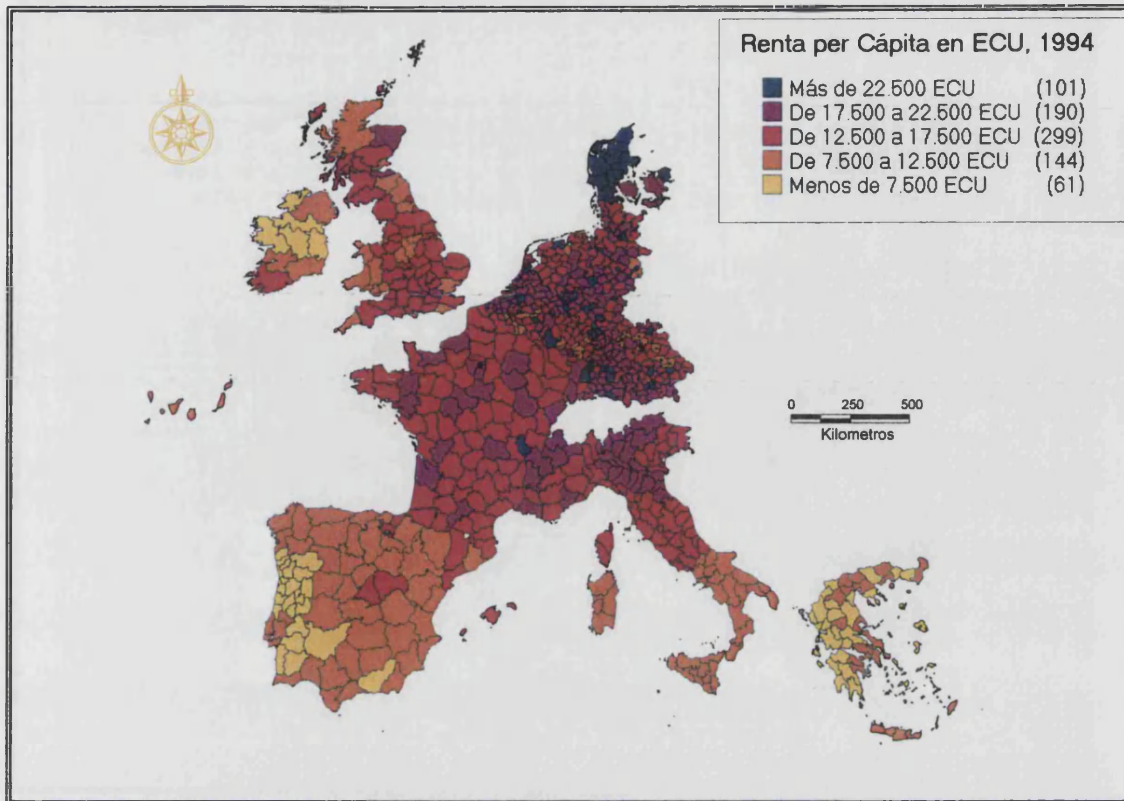 Renta per Cápita en ECU, 1994
Más de 22.500 ECU (101)
De 17.500 a 22.500 ECU (190)
De 12.500 a 17.500 ECU (299)
De 7.500 a 12.500 ECU (144)
Menos de 7.500 ECU (61)
0 250 500
Kilometros